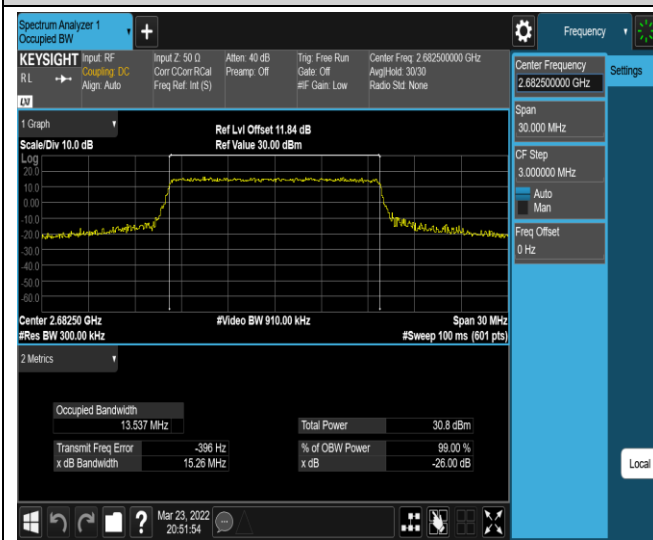 Spectrum Analyzer 1
Occupied BW
Frequency
KEYSIGHT
RL
LXI
Input: RF
Coupling: DC
Align: Auto
Input Z: 50 Ω
Corr CCorr RCal
Freq Ref: Int (S)
Atten: 40 dB
Preamp: Off
Trig: Free Run
Gate: Off
#IF Gain: Low
Center Freq: 2.682500000 GHz
Avg|Hold: 30/30
Radio Std: None
Center Frequency
2.682500000 GHz
Settings
Span
30.000 MHz
CF Step
3.000000 MHz
Auto
Man
Freq Offset
0 Hz
1 Graph
Scale/Div 10.0 dB
Ref Lvl Offset 11.84 dB
Ref Value 30.00 dBm
Log
20.0
10.0
0.00
-10.0
-20.0
-30.0
-40.0
-50.0
-60.0
Center 2.68250 GHz
#Res BW 300.00 kHz
#Video BW 910.00 kHz
Span 30 MHz
#Sweep 100 ms (601 pts)
2 Metrics
Occupied Bandwidth
13.537 MHz
Total Power 30.8 dBm
Transmit Freq Error -396 Hz
% of OBW Power 99.00 %
x dB Bandwidth 15.26 MHz
x dB -26.00 dB
Local
?
Mar 23, 2022
20:51:54